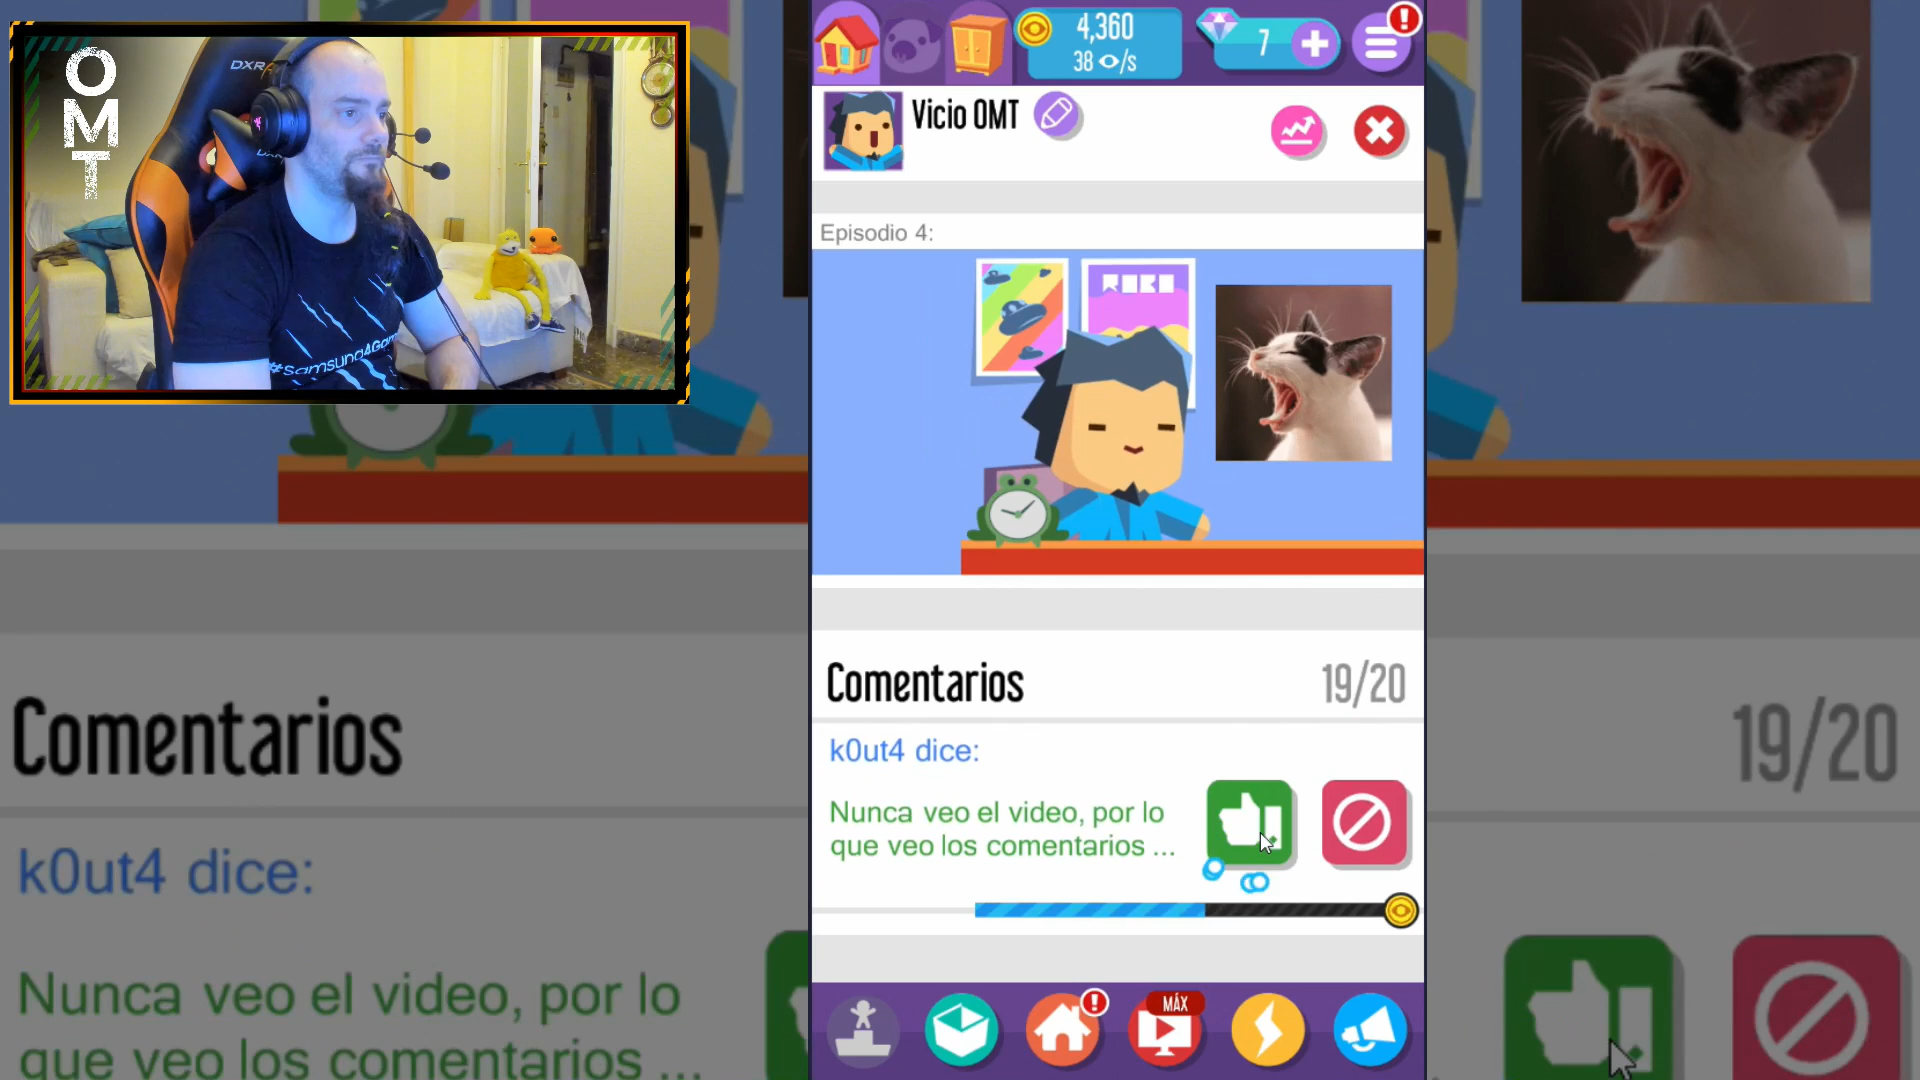 O
M
T
DXR
#Samsung4Gam
4,360
38 /s
7
!
Vicio OMT
Episodio 4:
Comentarios
19/20
k0ut4 dice:
Nunca veo el video, por lo
que veo los comentarios ...
!
MÁX
Comentarios
19/20
k0ut4 dice:
Nunca veo el video, por lo
que veo los comentarios ...